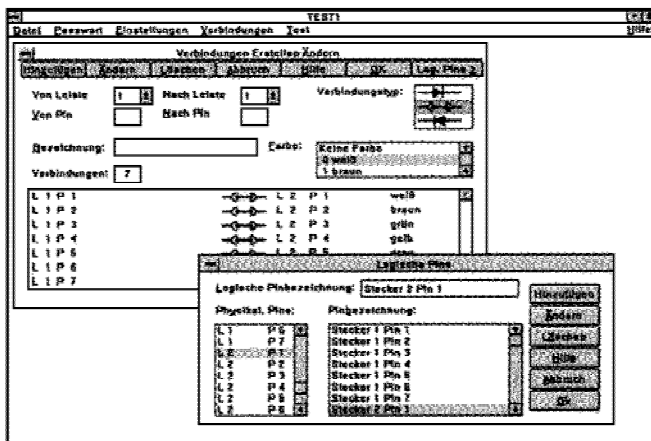 TEST1
Datei Passwort Einstellungen Verbindungen Test Hilfe
Verbindungen Erstellen Ändern
Hinzufügen Ändern Löschen Abbruch Hilfe OK Log. Pins >
Von Leiste 1 Nach Leiste 1 Verbindungstyp:
Von Pin Nach Pin
Bezeichnung: Farbe: Keine Farbe
0 weiß
Verbindungen: 7 1 braun
L 1 P 1 L 2 P 1 weiß
L 1 P 2 L 2 P 2 braun
L 1 P 3 L 2 P 3 grün
L 1 P 4 L 2 P 4 gelb
L 1 P 5 L 2 P 5
L 1 P 6
L 1 P 7
Logische Pins
Logische Pinbezeichnung: Stecker 2 Pin 1
Physikal. Pins: Pinbezeichnung:
L 1 P 6 Stecker 1 Pin 1
L 1 P 7 Stecker 1 Pin 2
L 2 P 1 Stecker 1 Pin 3
L 2 P 2 Stecker 1 Pin 4
L 2 P 3 Stecker 1 Pin 5
L 2 P 4 Stecker 1 Pin 6
L 2 P 5 Stecker 1 Pin 7
L 2 P 6 Stecker 2 Pin 1
Hinzufügen
Ändern
Löschen
Hilfe
Abbruch
OK